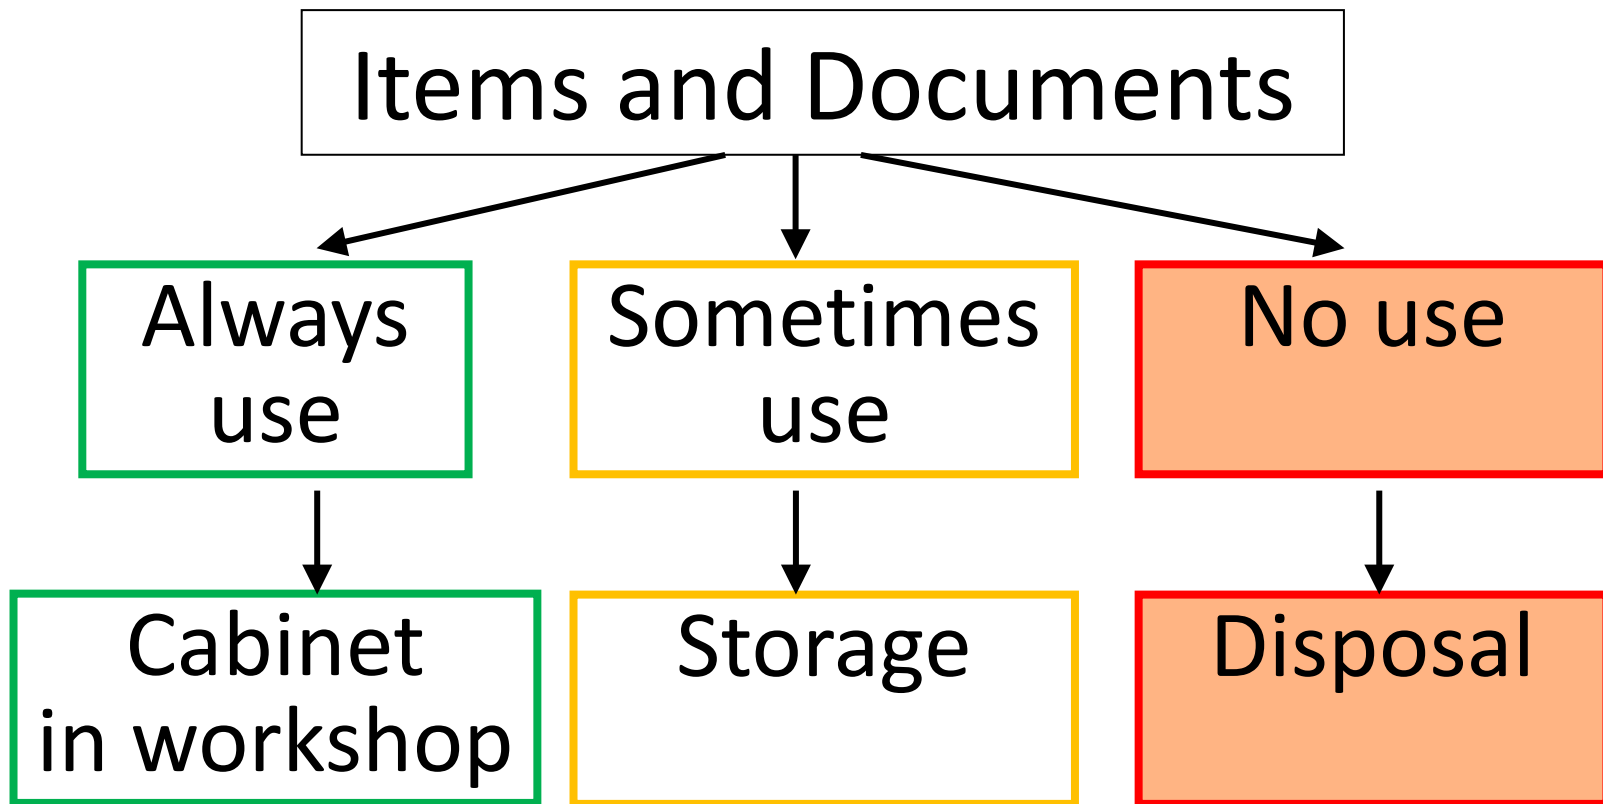 Items and Documents
Always
use
Sometimes
use
No use
Cabinet
in workshop
Storage
Disposal